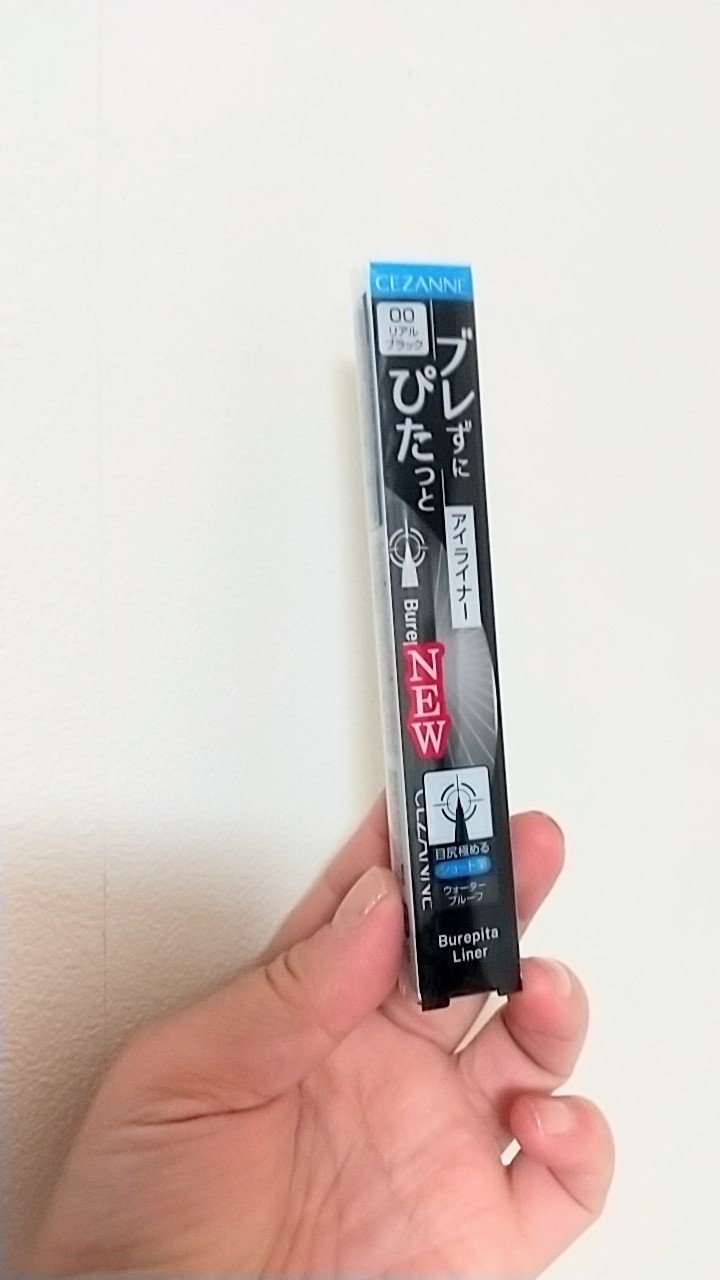 CEZANNE
00
リアル
ブラック
ブレずに
ぴたっと
アイライナー
Burep
NEW
CEZANNE
目尻極める
ショート筆
ウォーター
プルーフ
Burepita
Liner